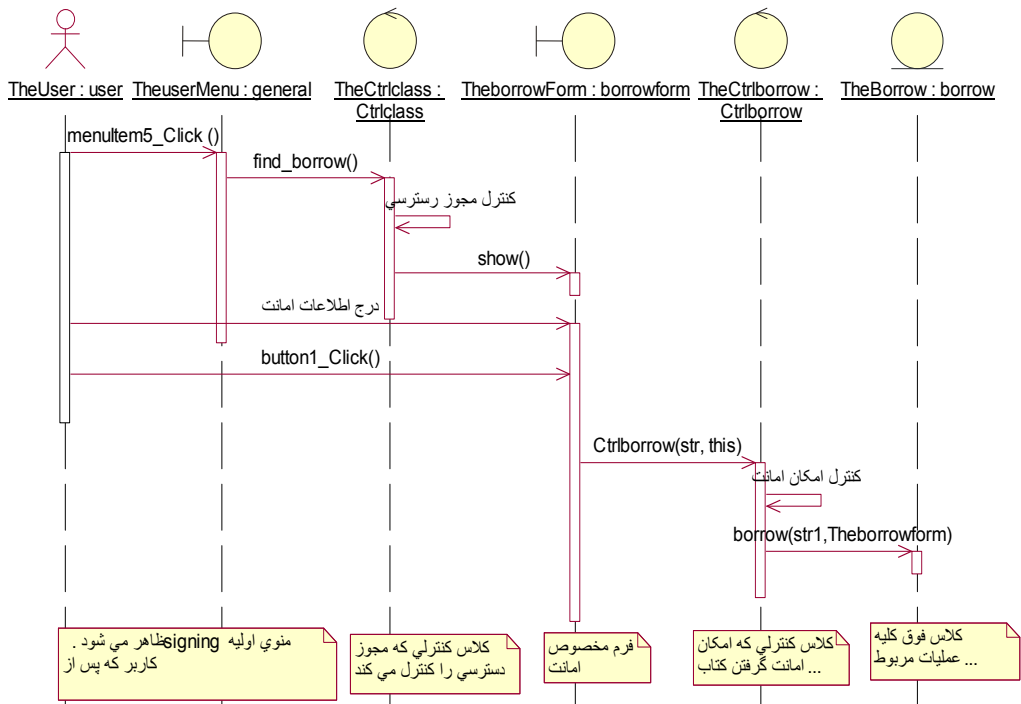 TheUser : user
TheuserMenu : general
TheCtrlclass :
Ctrlclass
TheborrowForm : borrowform
TheCtrlborrow :
Ctrlborrow
TheBorrow : borrow
menuItem5_Click ()
find_borrow()
کنترل مجوز رسترسي
show()
درج اطلاعات امانت
button1_Click()
Ctrlborrow(str, this)
کنترل امکان امانت
borrow(str1,Theborrowform)
منوي اوليه signing ظاهر مي شود .
کاربر که پس از
کلاس کنترلي که مجوز
دسترسي را کنترل مي کند
فرم مخصوص
امانت
کلاس کنترلي که امکان
امانت گرفتن کتاب ...
کلاس فوق کليه
عمليات مربوط ...